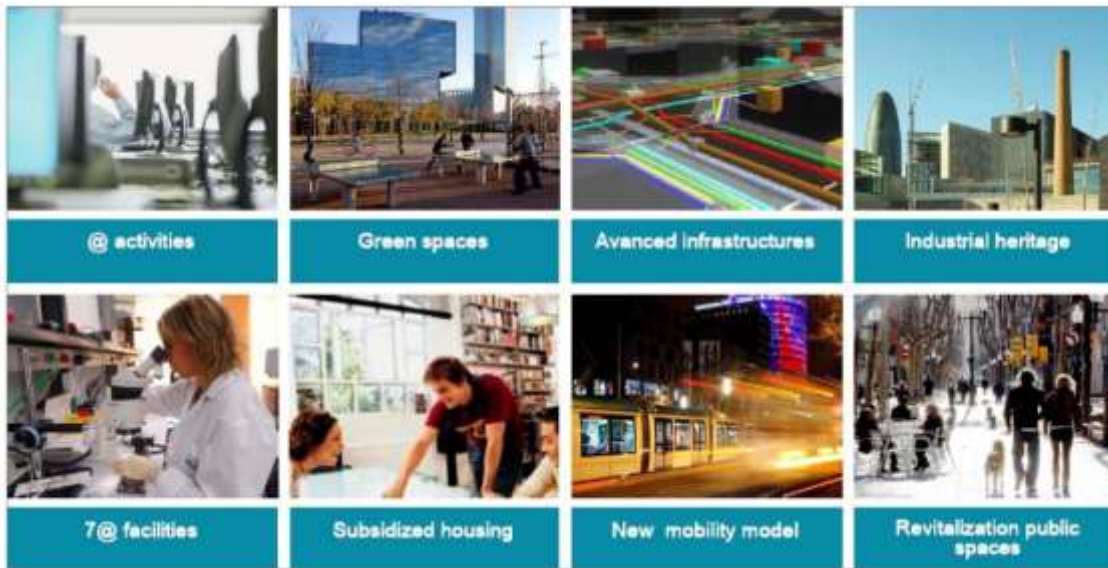 @ activities
Green spaces
Avanced infrastructures
Industrial heritage
7@ facilities
Subsidized housing
New mobility model
Revitalization public
spaces